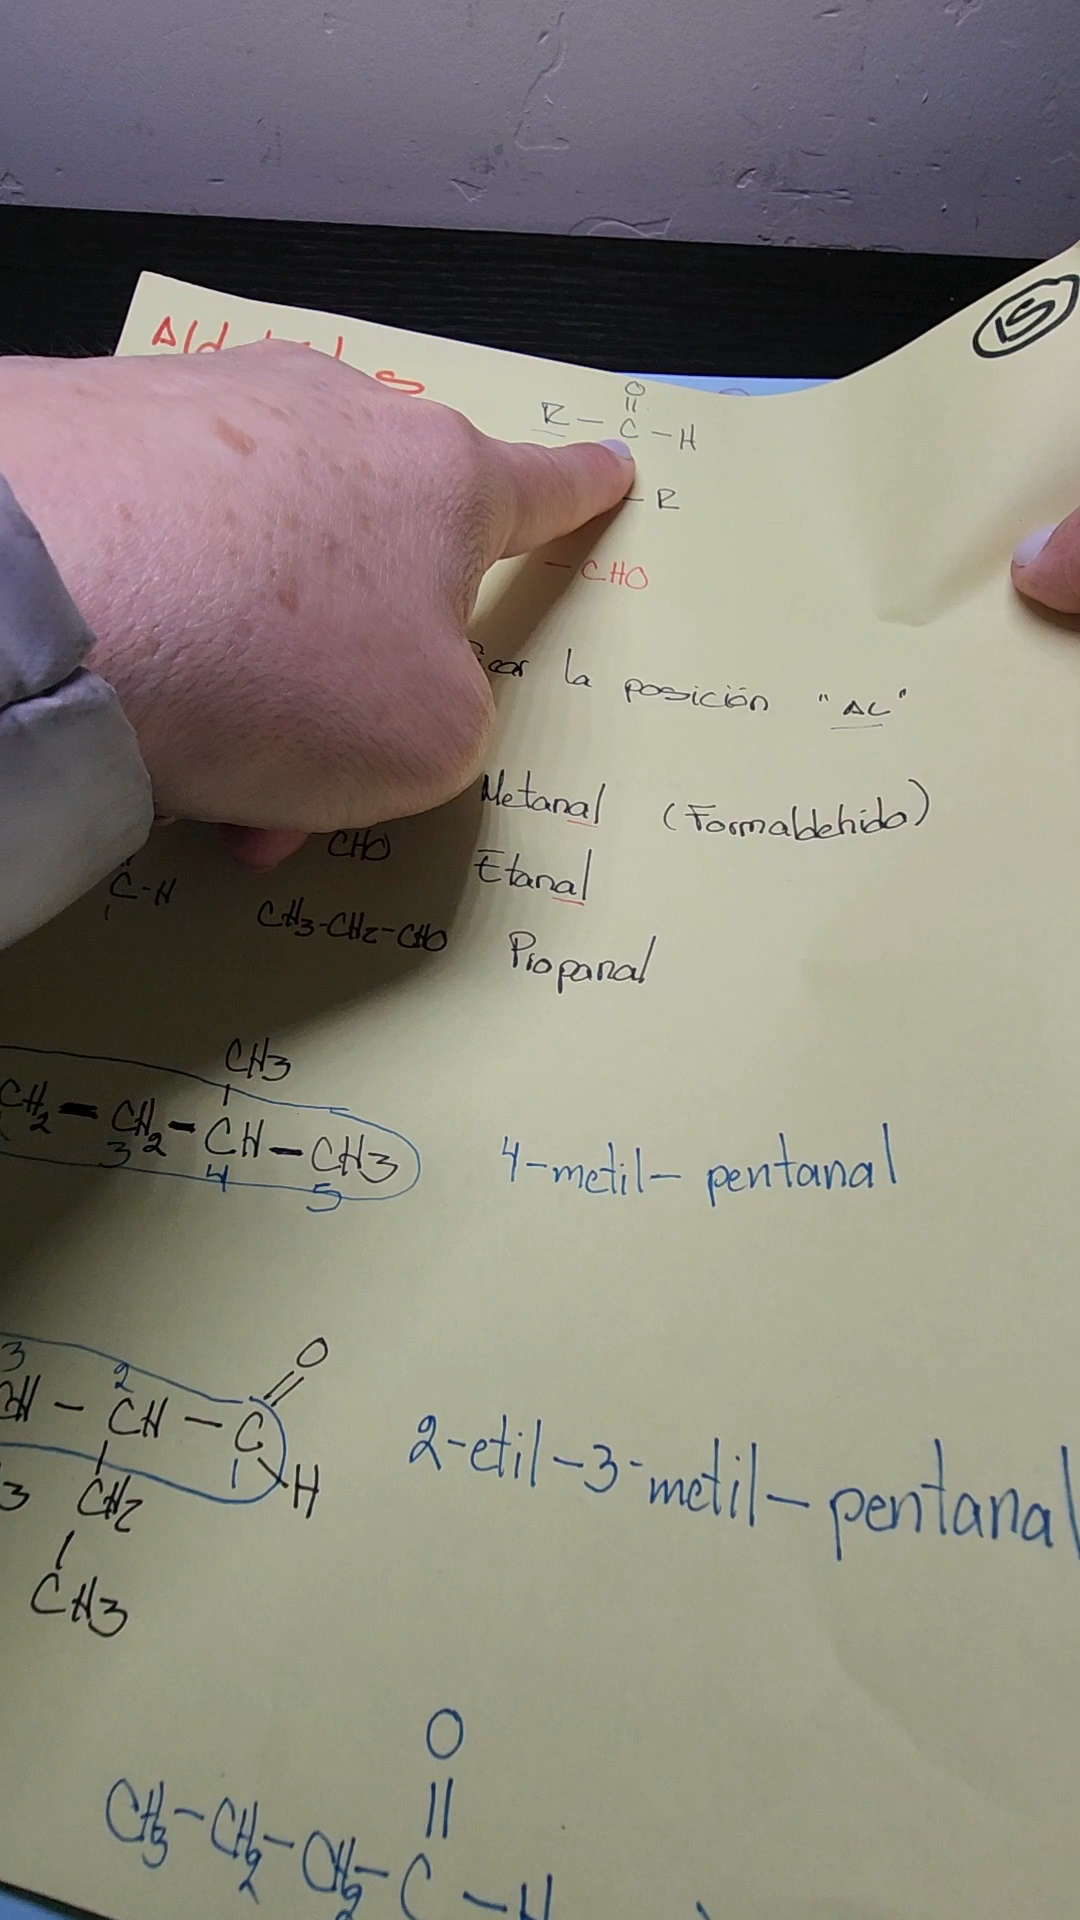 15
O
||
R - C - H
- R
- CHO
la posición "AL"
Metanal (Formaldehido)
CHO Etanal
C-H
CH3-CH2-CHO Propanal
CH3
CH2 - CH2 - CH - CH3 4-metil-pentanal
3 4 5
O
3 2
CH - CH - C 2-etil-3-metil-pentanal
1 H
3 CH2
CH3
O
||
CH3-CH2-CH2-C-H